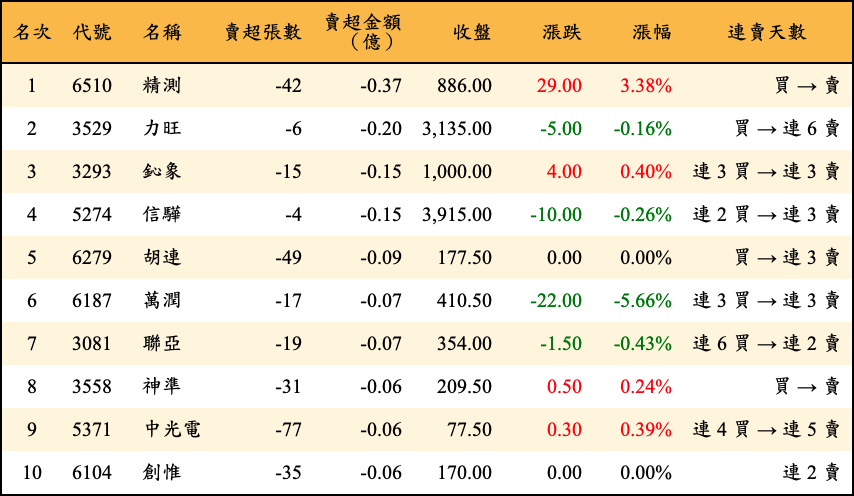 名次 代號 名稱 賣超張數 賣超金額（億） 收盤 漲跌 漲幅 連賣天數
1 6510 精測 -42 -0.37 886.00 29.00 3.38% 買 → 賣
2 3529 力旺 -6 -0.20 3,135.00 -5.00 -0.16% 買 → 連 6 賣
3 3293 鈊象 -15 -0.15 1,000.00 4.00 0.40% 連 3 買 → 連 3 賣
4 5274 信驊 -4 -0.15 3,915.00 -10.00 -0.26% 連 2 買 → 連 3 賣
5 6279 胡連 -49 -0.09 177.50 0.00 0.00% 買 → 連 3 賣
6 6187 萬潤 -17 -0.07 410.50 -22.00 -5.66% 連 3 買 → 連 3 賣
7 3081 聯亞 -19 -0.07 354.00 -1.50 -0.43% 連 6 買 → 連 2 賣
8 3558 神準 -31 -0.06 209.50 0.50 0.24% 買 → 賣
9 5371 中光電 -77 -0.06 77.50 0.30 0.39% 連 4 買 → 連 5 賣
10 6104 創惟 -35 -0.06 170.00 0.00 0.00% 連 2 賣